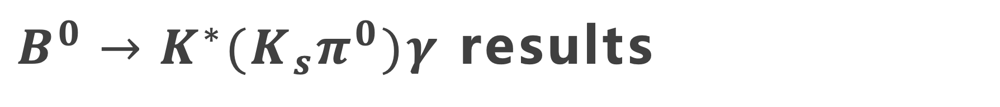 B⁰ → K*(Kₛπ⁰)γ results